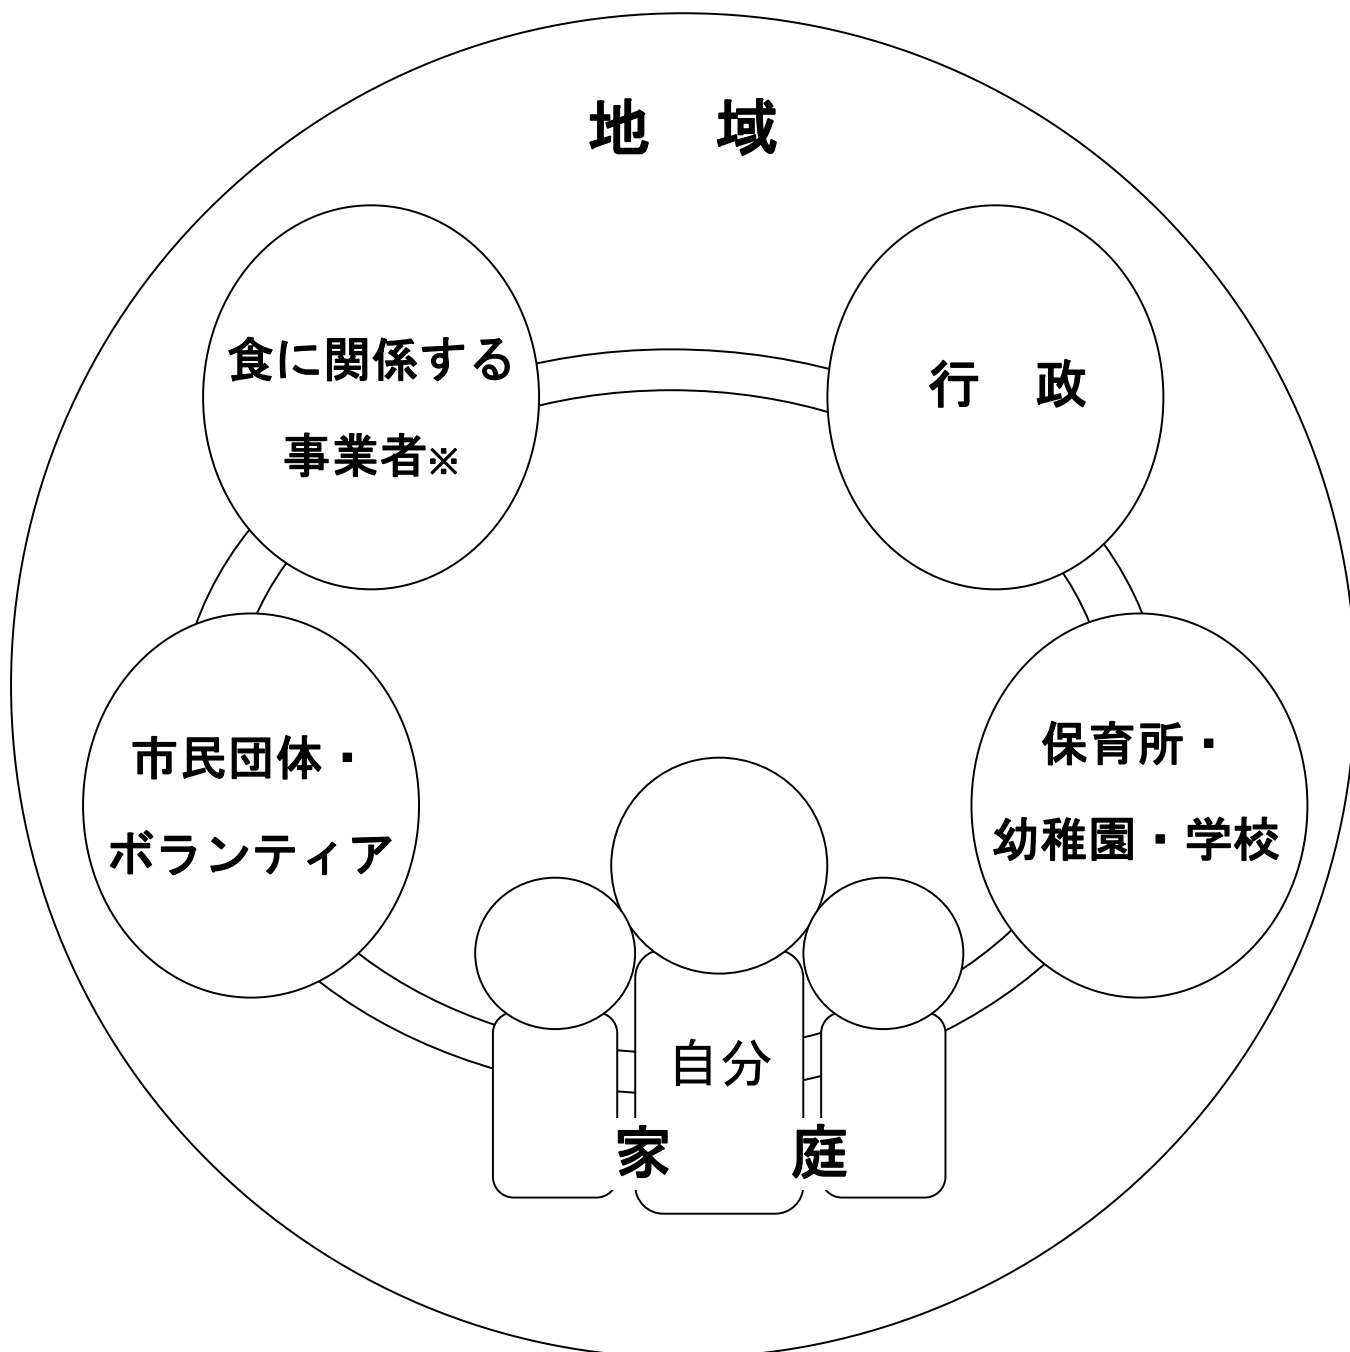 地　域
食に関係する
事業者※
行　政
市民団体・
ボランティア
保育所・
幼稚園・学校
自分
家　庭